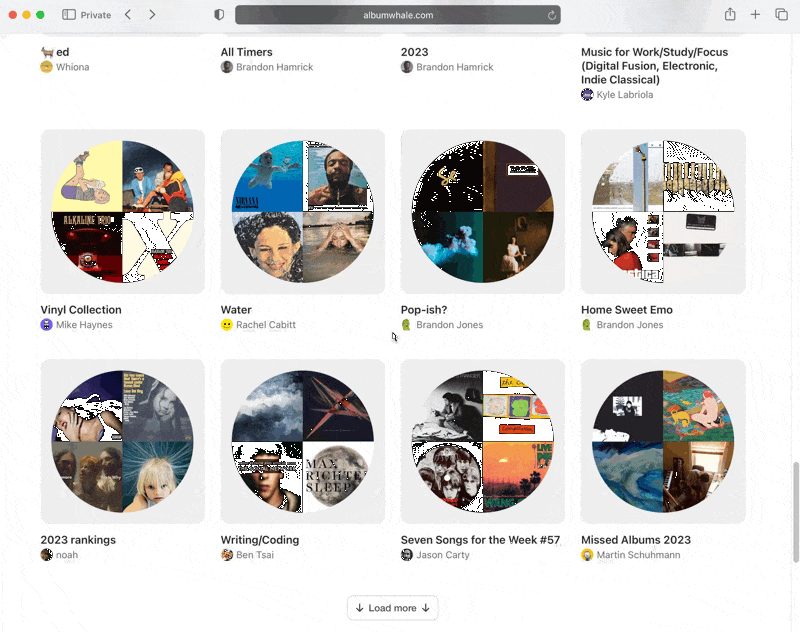 Private
albumwhale.com
ed
Whiona
All Timers
Brandon Hamrick
2023
Brandon Hamrick
Music for Work/Study/Focus
(Digital Fusion, Electronic,
Indie Classical)
Kyle Labriola
ALKALINE TRIO
NIRVANA
Vinyl Collection
Mike Haynes
Water
Rachel Cabitt
Pop-ish?
Brandon Jones
Home Sweet Emo
Brandon Jones
MAX
RICHTER
SLEEP
LIVE
2023 rankings
noah
Writing/Coding
Ben Tsai
Seven Songs for the Week #57
Jason Carty
Missed Albums 2023
Martin Schuhmann
↓ Load more ↓